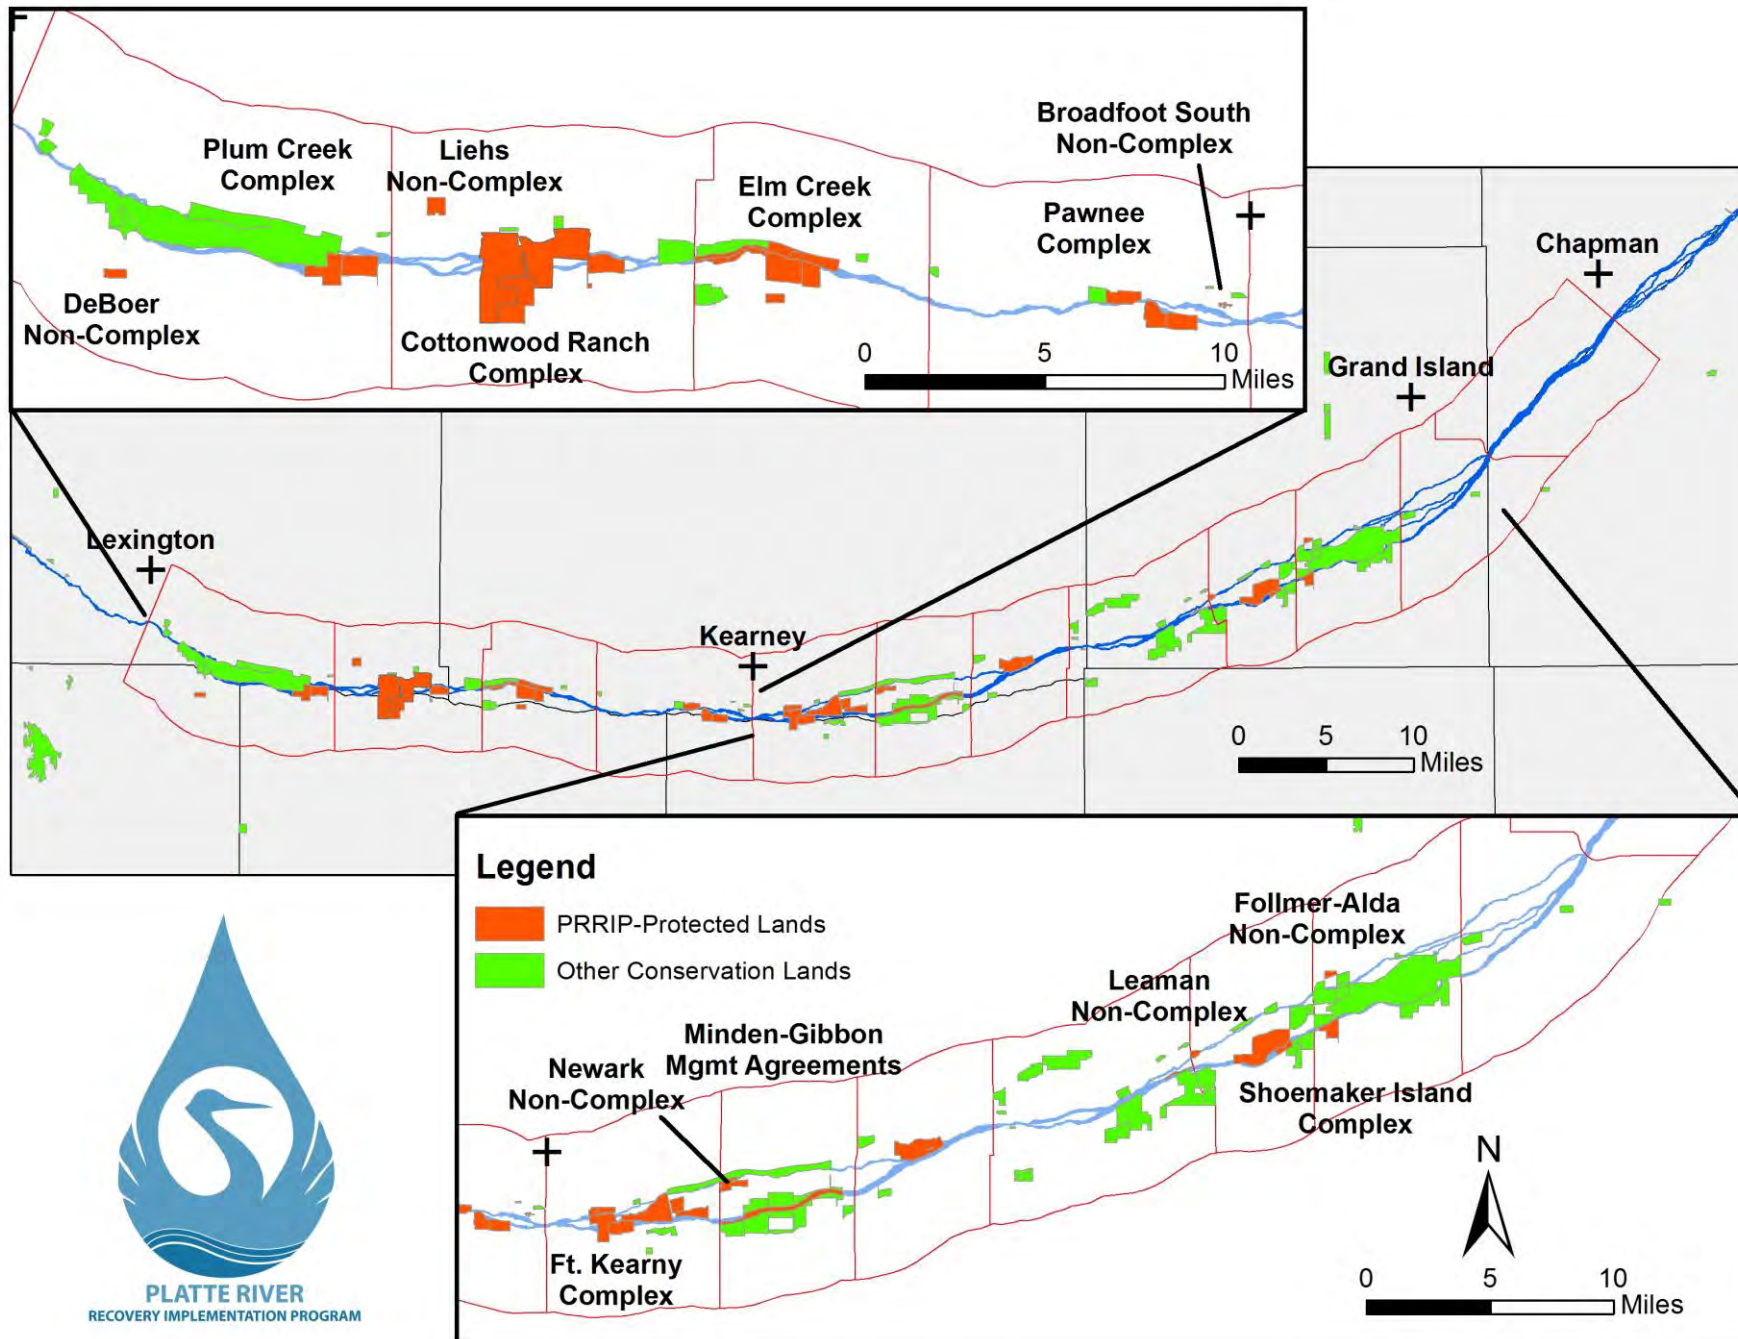 Broadfoot South
Non-Complex
Plum Creek
Complex
Liehs
Non-Complex
Elm Creek
Complex
Pawnee
Complex
DeBoer
Non-Complex
Cottonwood Ranch
Complex
0 5 10
Miles
Chapman
Grand Island
Lexington
Kearney
0 5 10
Miles
Legend
PRRIP-Protected Lands
Other Conservation Lands
Follmer-Alda
Non-Complex
Leaman
Non-Complex
Minden-Gibbon
Mgmt Agreements
Newark
Non-Complex
Shoemaker Island
Complex
Ft. Kearny
Complex
N
0 5 10
Miles
PLATTE RIVER
RECOVERY IMPLEMENTATION PROGRAM